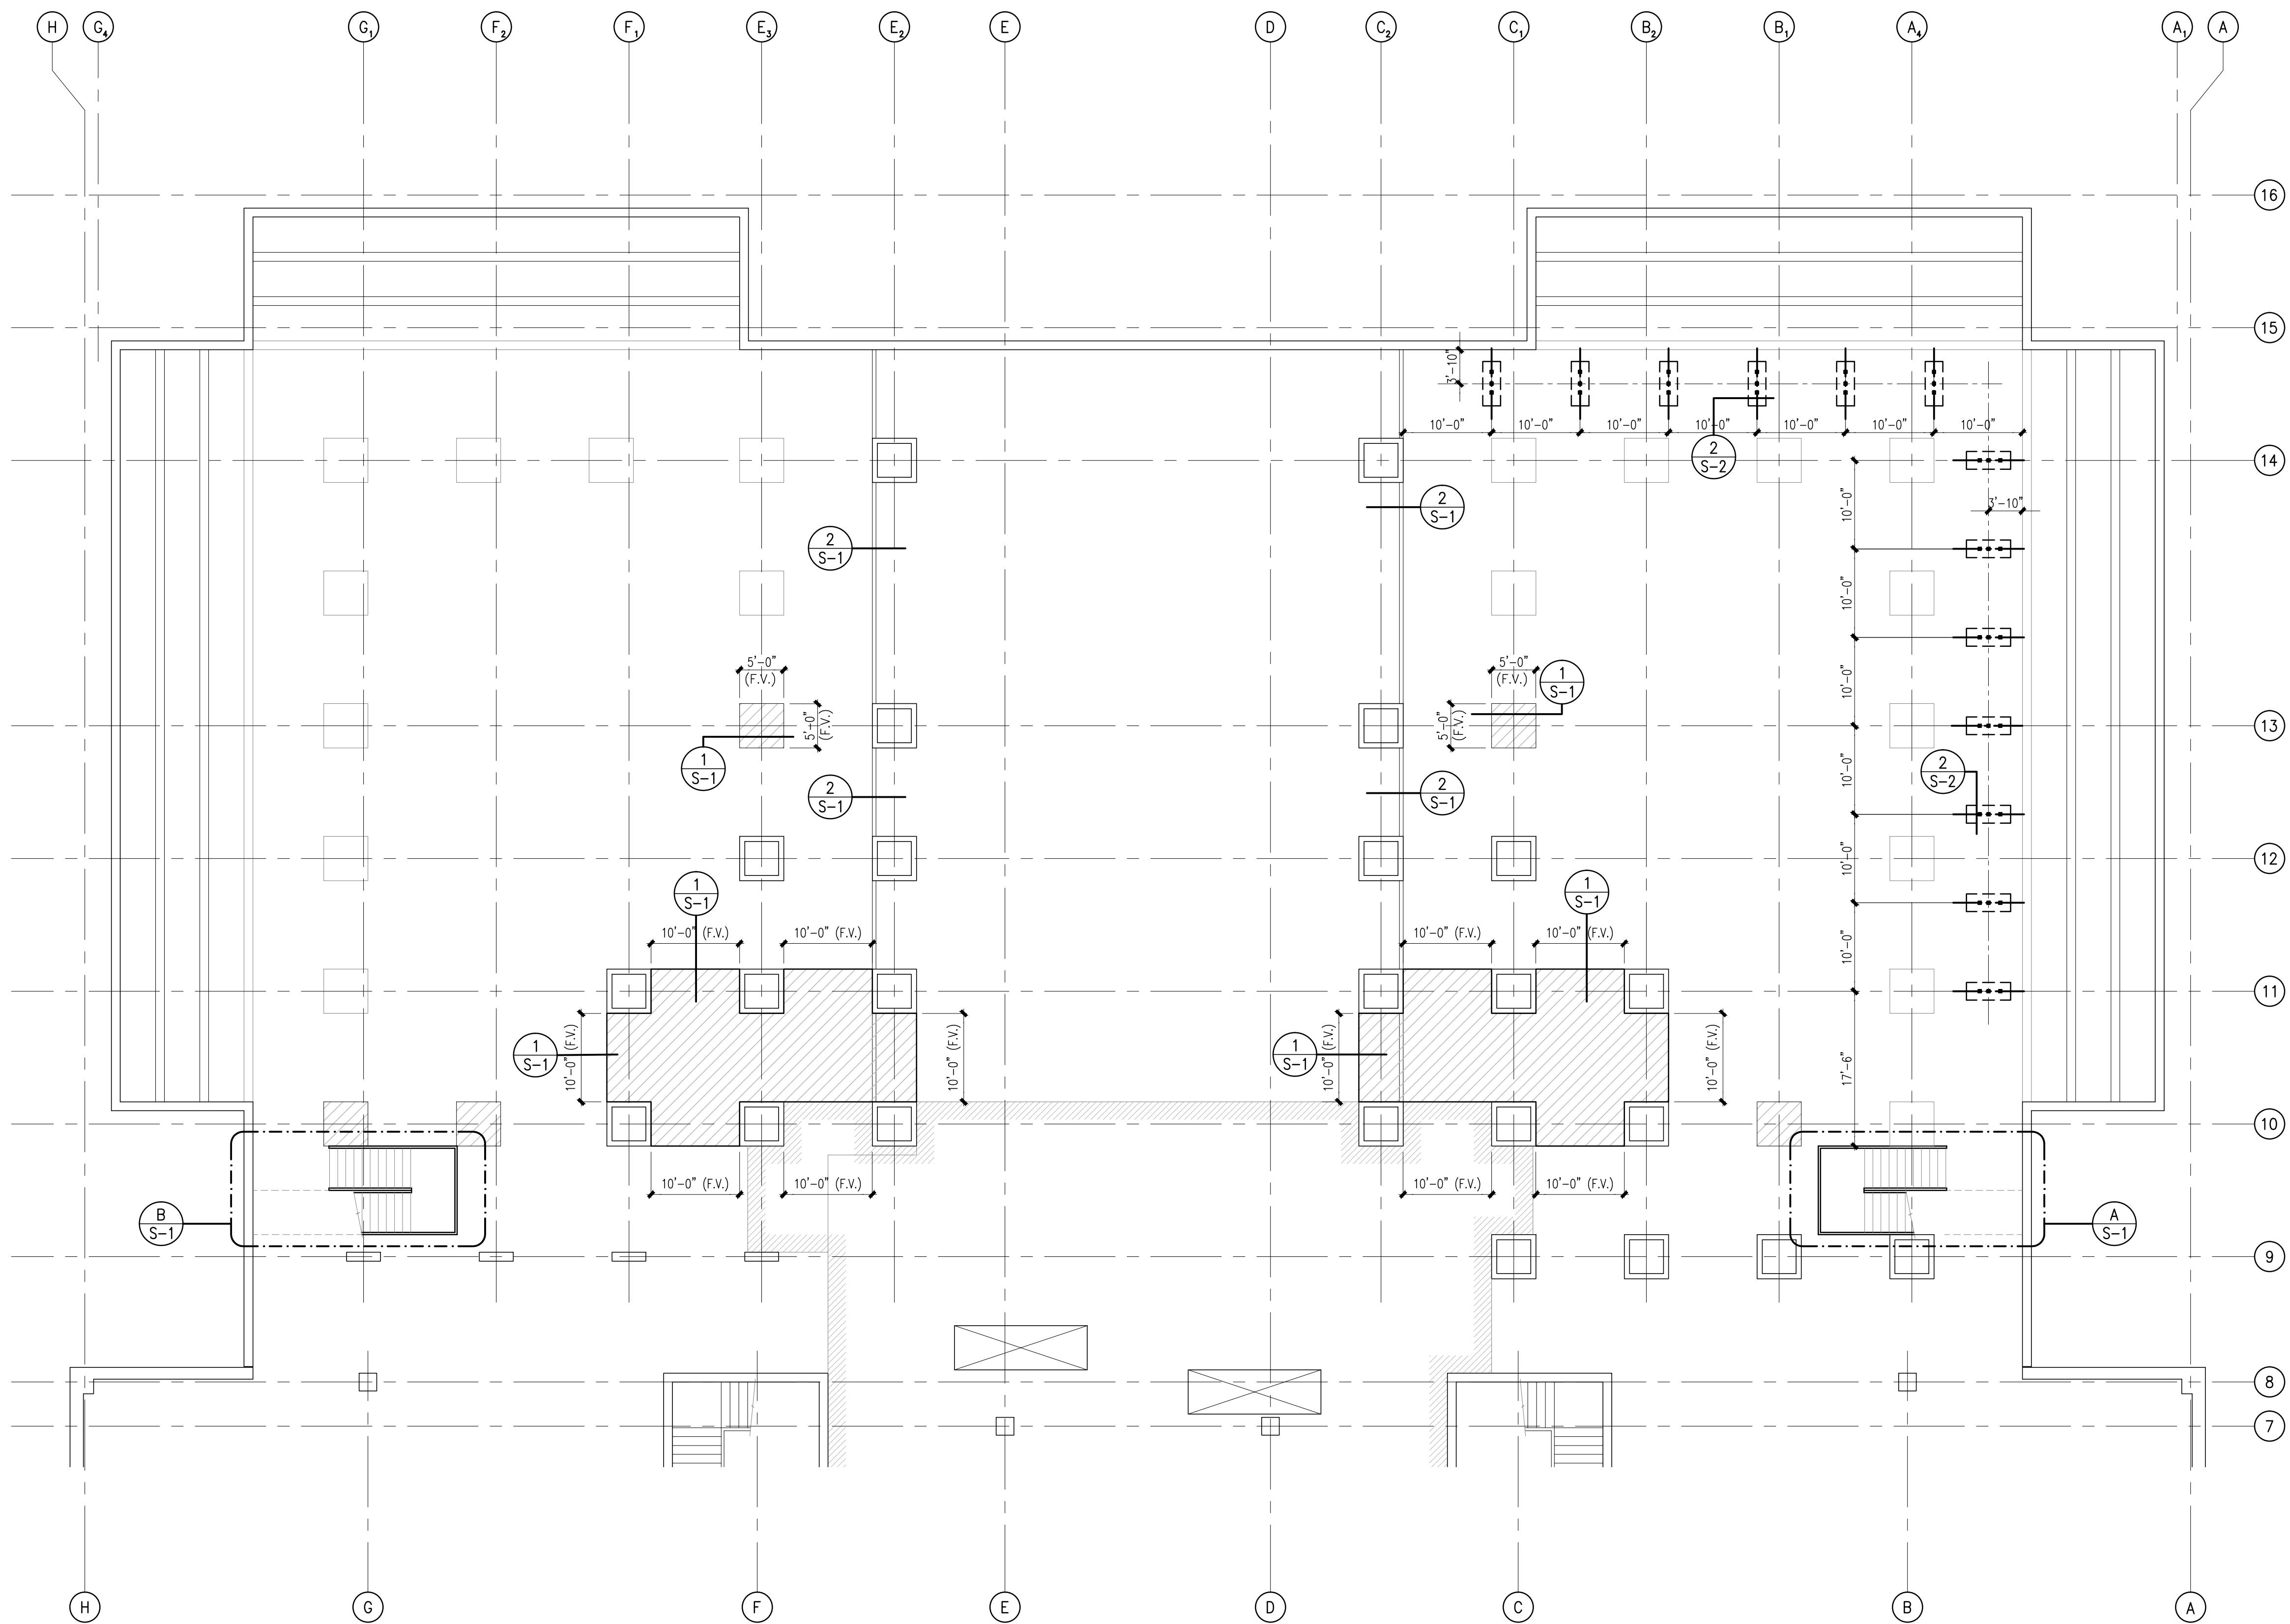 H G₄ G₁ F₂ F₁ E₃ E₂ E D C₂ C₁ B₂ B₁ A₄ A₁ A
16
15
3'-10"
10'-0" 10'-0" 10'-0" 10'-0" 10'-0" 10'-0" 10'-0"
2
S-2
14
2
S-1
3'-10"
10'-0"
2
S-1
10'-0"
5'-0"
(F.V.)
5'-0"
(F.V.)
1
S-1
10'-0"
5'-0"
(F.V.)
5'-0"
(F.V.)
13
1
S-1
2
S-1
2
S-1
10'-0"
2
S-2
10'-0"
12
1
S-1
1
S-1
10'-0" (F.V.) 10'-0" (F.V.) 10'-0" (F.V.) 10'-0" (F.V.)
10'-0"
11
1
S-1
10'-0" (F.V.)
10'-0" (F.V.)
1
S-1
10'-0" (F.V.)
10'-0" (F.V.)
17'-6"
10
10'-0" (F.V.) 10'-0" (F.V.) 10'-0" (F.V.) 10'-0" (F.V.)
B
S-1
A
S-1
9
8
7
H G F E D C B A